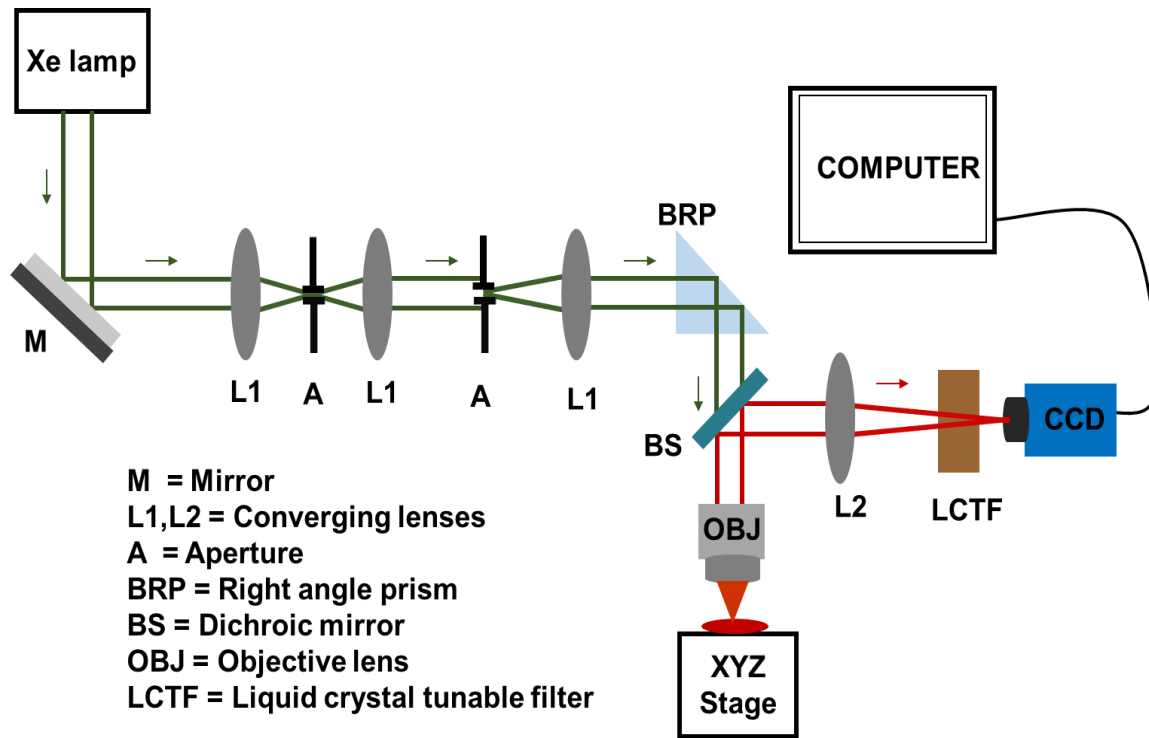 Xe lamp
COMPUTER
BRP
M
L1
A
L1
A
L1
BS
L2
LCTF
CCD
OBJ
XYZ
Stage
M = Mirror
L1,L2 = Converging lenses
A = Aperture
BRP = Right angle prism
BS = Dichroic mirror
OBJ = Objective lens
LCTF = Liquid crystal tunable filter